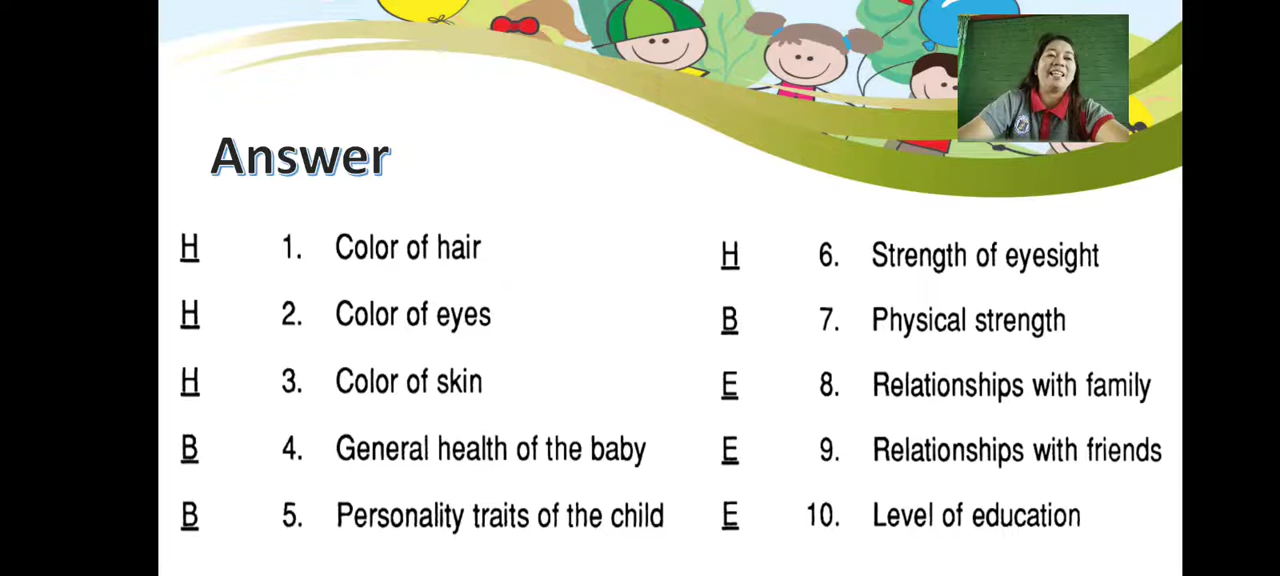 Answer
H 1. Color of hair
H 2. Color of eyes
H 3. Color of skin
B 4. General health of the baby
B 5. Personality traits of the child
H 6. Strength of eyesight
B 7. Physical strength
E 8. Relationships with family
E 9. Relationships with friends
E 10. Level of education